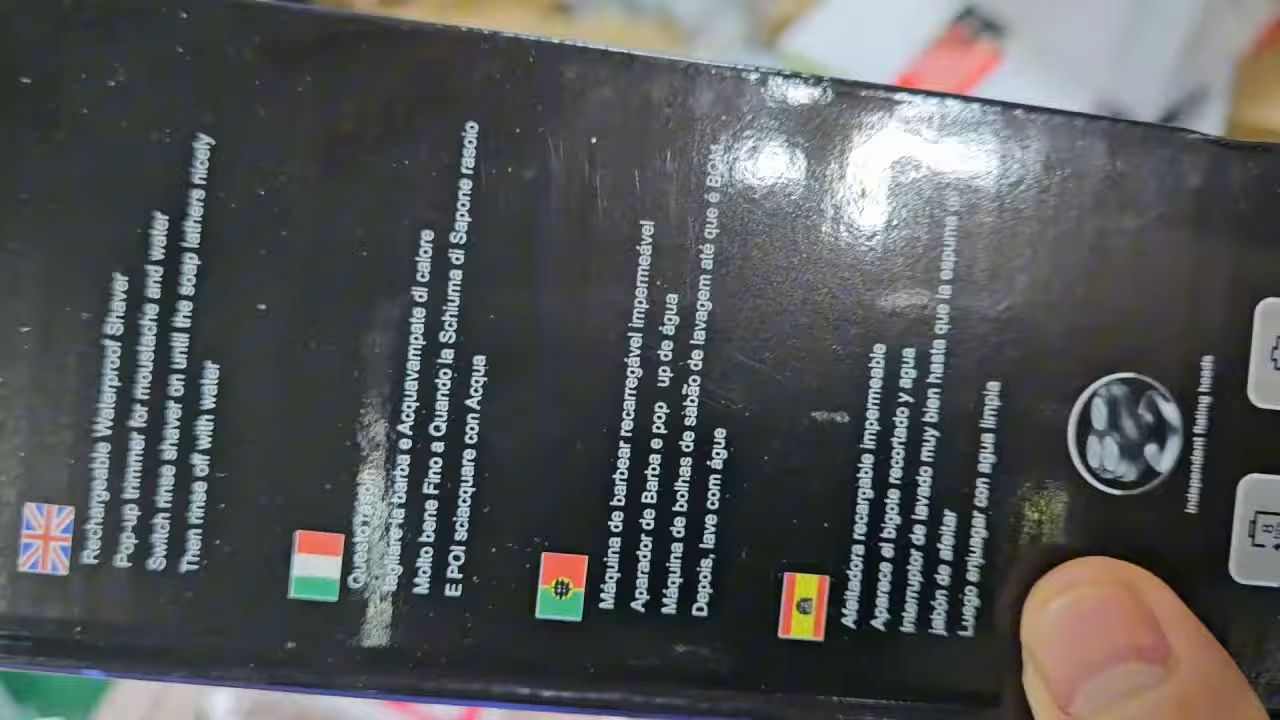 Rechargeable Waterproof Shaver
Pop-up trimmer for moustache and water
Switch rinse shaver on until the soap lathers nicely
Then rinse off with water
Questo
tagliare la barba e Acquavampate di calore
Molto bene Fino a Quando la Schiuma di Sapone rasoio
E POI sciacquare con Acqua
Máquina de barbear recarregável impermeável
Aparador de Barba e pop up de água
Máquina de bolhas de sabão de lavagem até que é Bom
Depois, lave com água
Afeitadora recargable impermeable
Aparece el bigote recortado y agua
Interruptor de lavado muy bien hasta que la espuma
jabón de afeitar
Luego enjuagar con agua limpia
Independent fiating heats
8